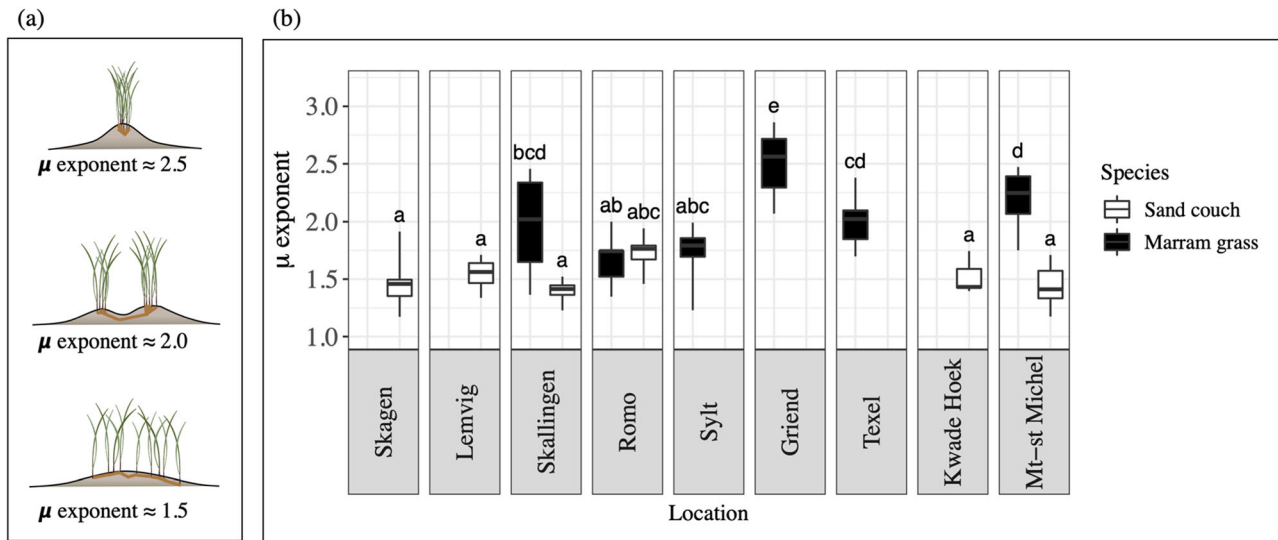 (a)
μ exponent ≈ 2.5
μ exponent ≈ 2.0
μ exponent ≈ 1.5
(b)
μ exponent
3.0
2.5
2.0
1.5
1.0
a
a
bcd
a
ab
abc
abc
e
cd
a
d
a
Skagen
Lemvig
Skallingen
Romo
Sylt
Griend
Texel
Kwade Hoek
Mt-st Michel
Location
Species
Sand couch
Marram grass